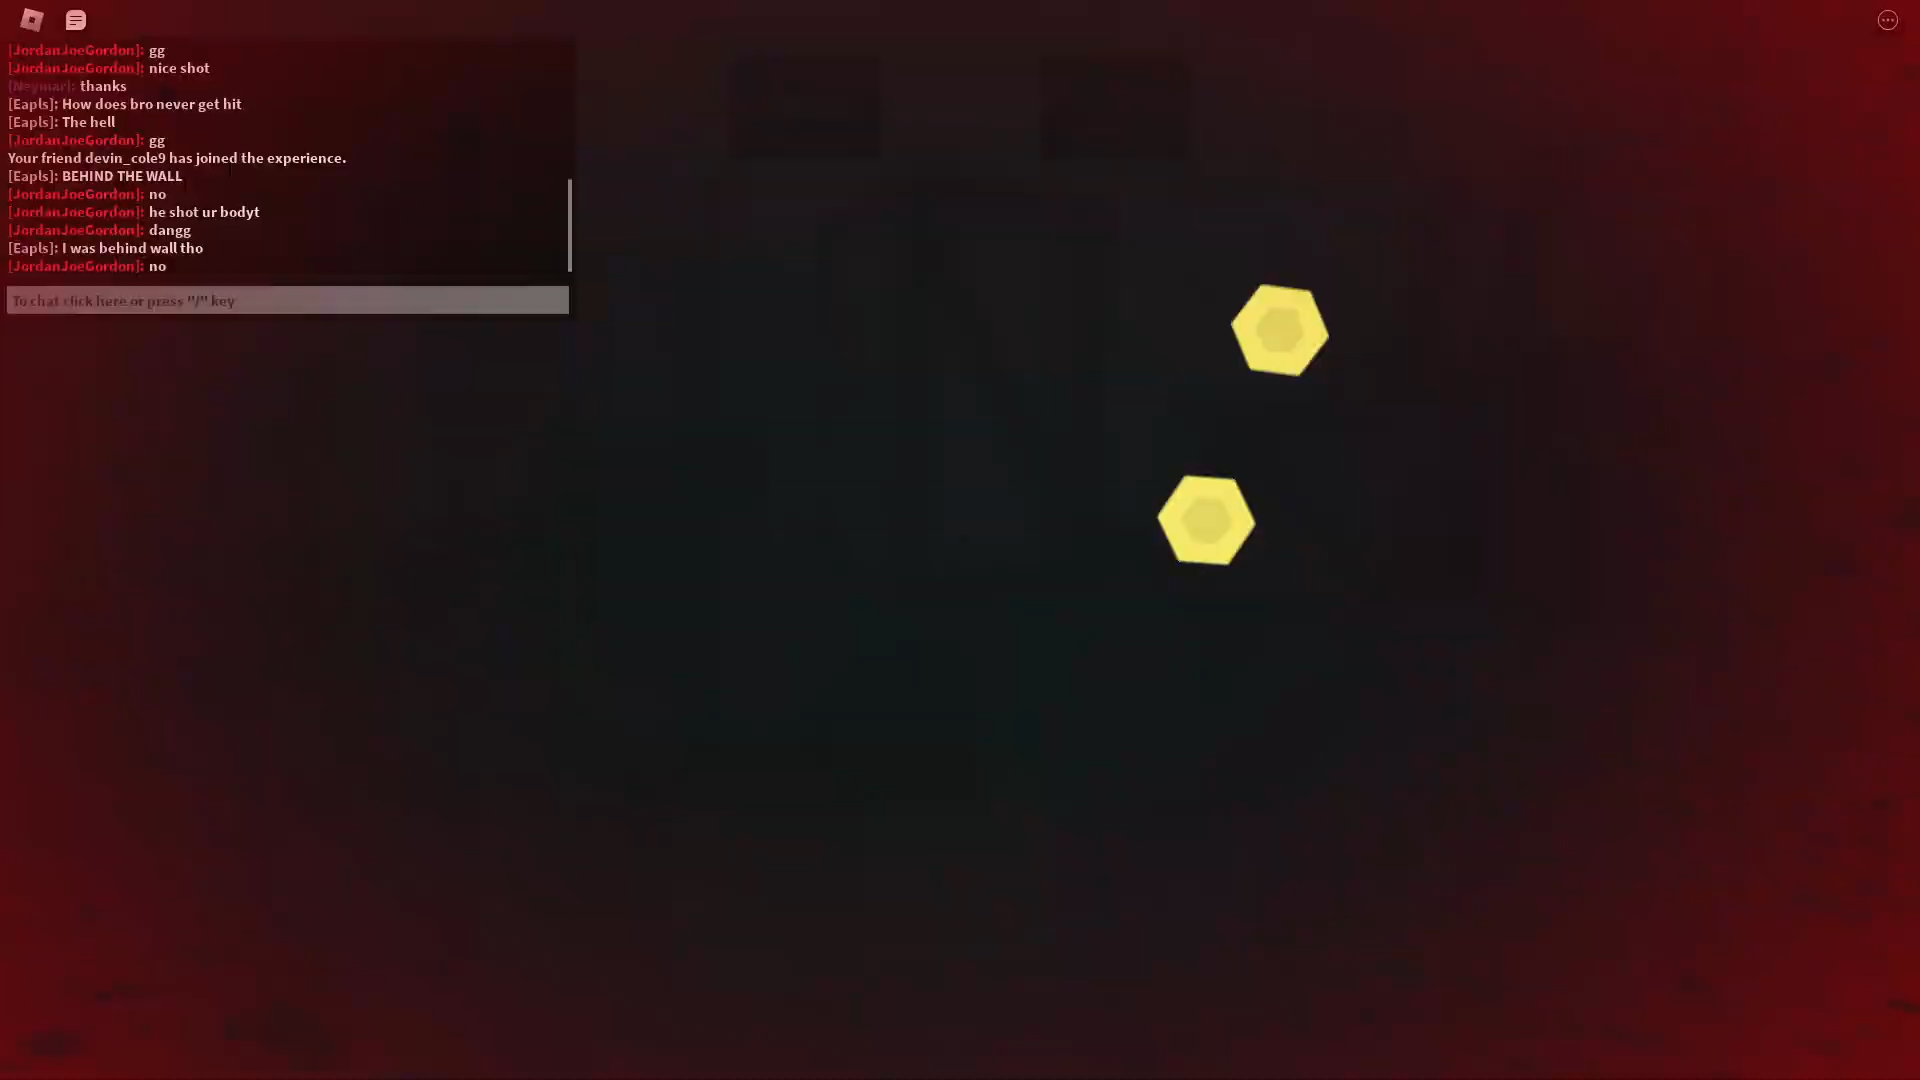 [JordanJoeGordon]: gg
[JordanJoeGordon]: nice shot
[Neymar]: thanks
[Eapls]: How does bro never get hit
[Eapls]: The hell
[JordanJoeGordon]: gg
Your friend devin_cole9 has joined the experience.
[Eapls]: BEHIND THE WALL
[JordanJoeGordon]: no
[JordanJoeGordon]: he shot ur bodyt
[JordanJoeGordon]: dangg
[Eapls]: I was behind wall tho
[JordanJoeGordon]: no
To chat click here or press "/" key